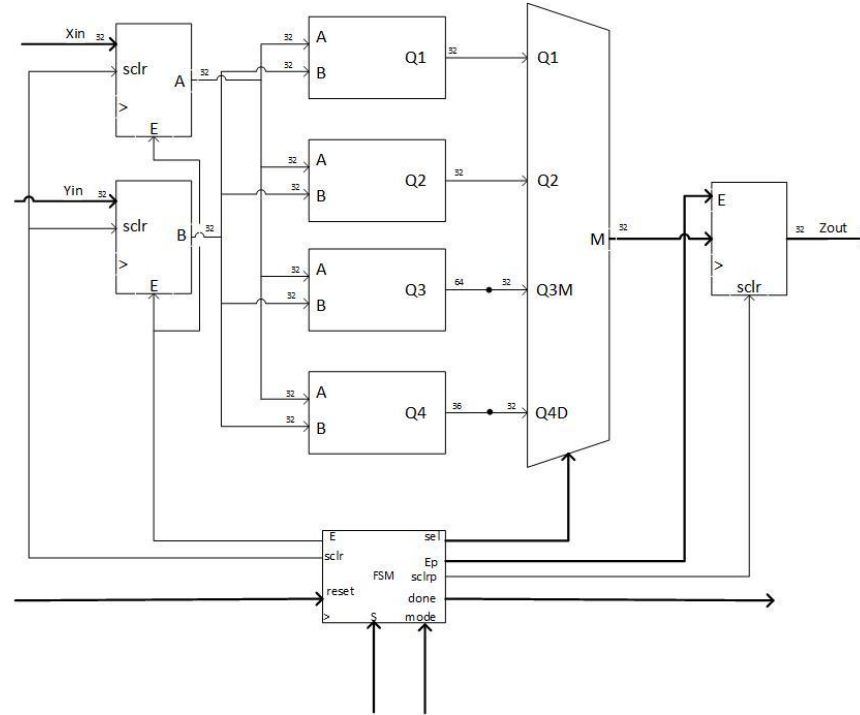 Xin 32
sclr
A 32
>
E
Yin 32
sclr
B 32
>
E
32 A
32 B
Q1 32
32 A
32 B
Q2 32
32 A
32 B
Q3 64 32
32 A
32 B
Q4 36 32
Q1
Q2
M 32
Q3M
Q4D
E
>
sclr
32 Zout
E
sclr
FSM
reset
>
S
sel
Ep
sclrp
done
mode